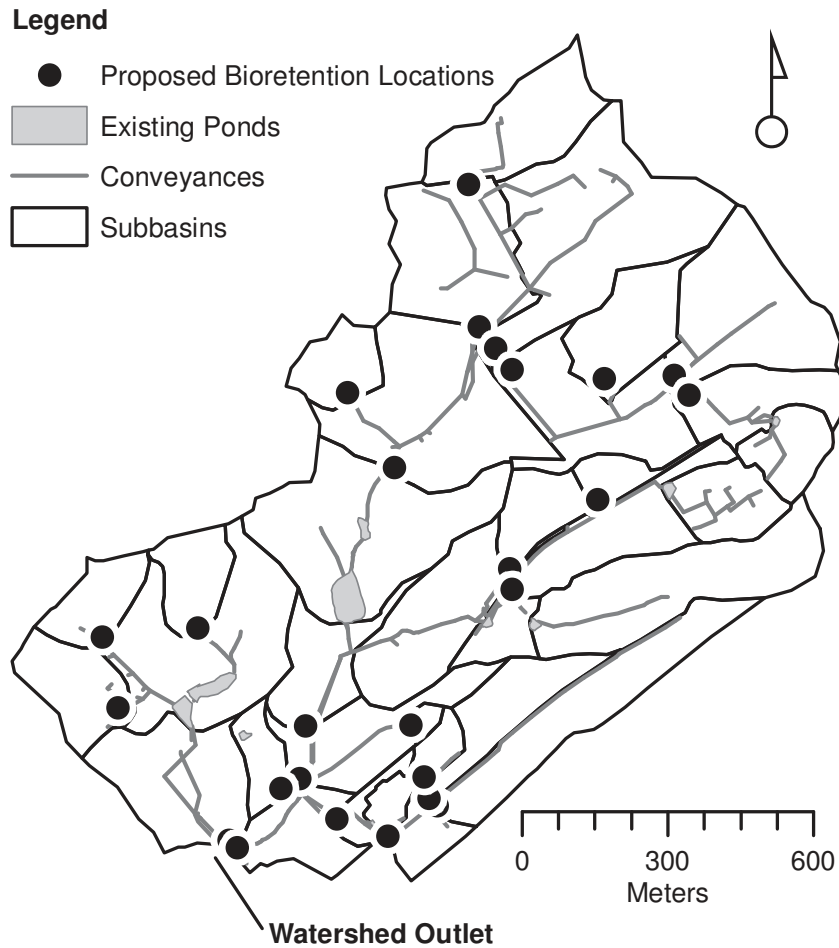 Legend
Proposed Bioretention Locations
Existing Ponds
Conveyances
Subbasins
0 300 600
Meters
Watershed Outlet